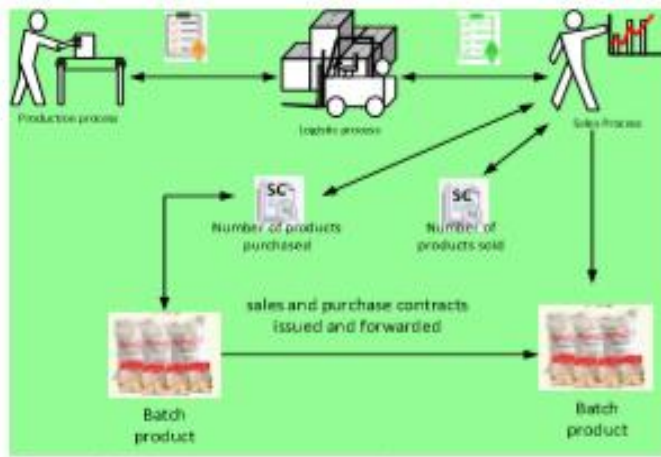 Production process
Logistic process
Sales Process
SC
Number of products
purchased
SC
Number of
products sold
sales and purchase contracts
issued and forwarded
Batch
product
Batch
product